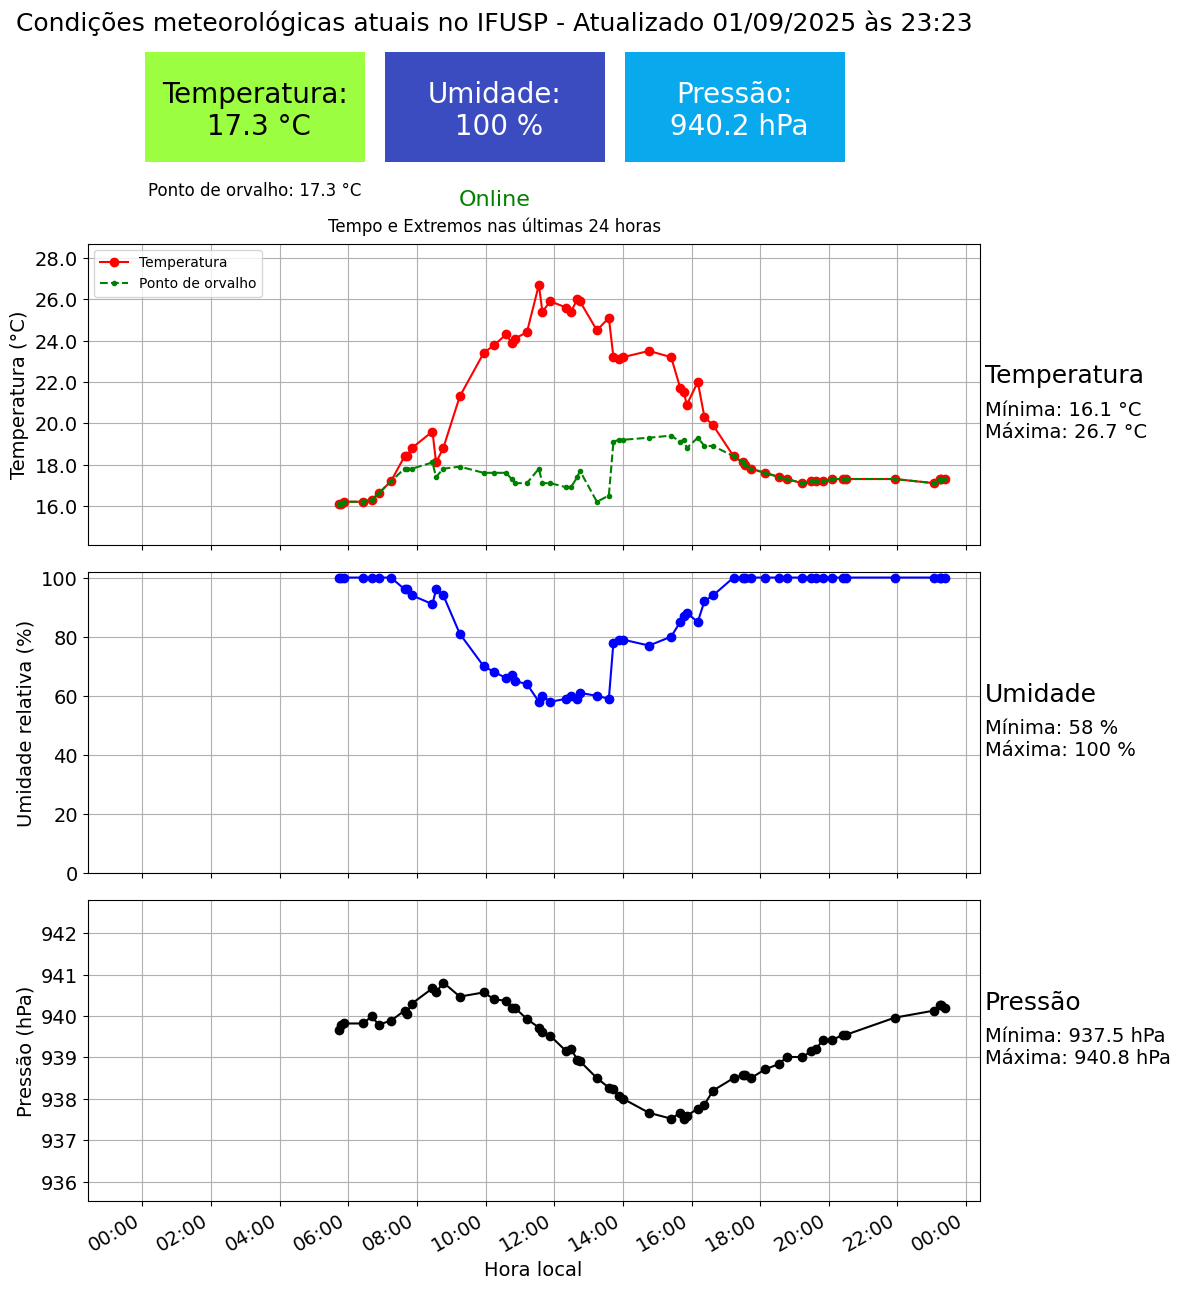 Condições meteorológicas atuais no IFUSP - Atualizado 01/09/2025 às 23:23
Temperatura:
17.3 °C
Umidade:
100 %
Pressão:
940.2 hPa
Ponto de orvalho: 17.3 °C
Online
Tempo e Extremos nas últimas 24 horas
Temperatura
Ponto de orvalho
Temperatura (°C)
28.0
26.0
24.0
22.0
20.0
18.0
16.0
Temperatura
Mínima: 16.1 °C
Máxima: 26.7 °C
Umidade relativa (%)
100
80
60
40
20
0
Umidade
Mínima: 58 %
Máxima: 100 %
Pressão (hPa)
942
941
940
939
938
937
936
Pressão
Mínima: 937.5 hPa
Máxima: 940.8 hPa
00:00 02:00 04:00 06:00 08:00 10:00 12:00 14:00 16:00 18:00 20:00 22:00 00:00
Hora local